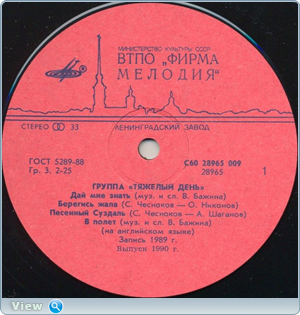 МИНИСТЕРСТВО КУЛЬТУРЫ СССР
ВТПО „ФИРМА
МЕЛОДИЯ"
СТЕРЕО 33
ЛЕНИНГРАДСКИЙ ЗАВОД
ГОСТ 5289-88
Гр. 3. 2-25
С60 28965 009
28965 1
ГРУППА «ТЯЖЕЛЫЙ ДЕНЬ»
Дай мне знать (муз. и сл. В. Бажина)
Берегись жала (С. Чесноков — О. Никонов)
Песенный Суздаль (С. Чесноков — А. Шаганов)
В полет (муз. и сл. В. Бажина)
(на английском языке)
Запись 1989 г.
Выпуск 1990 г.
View